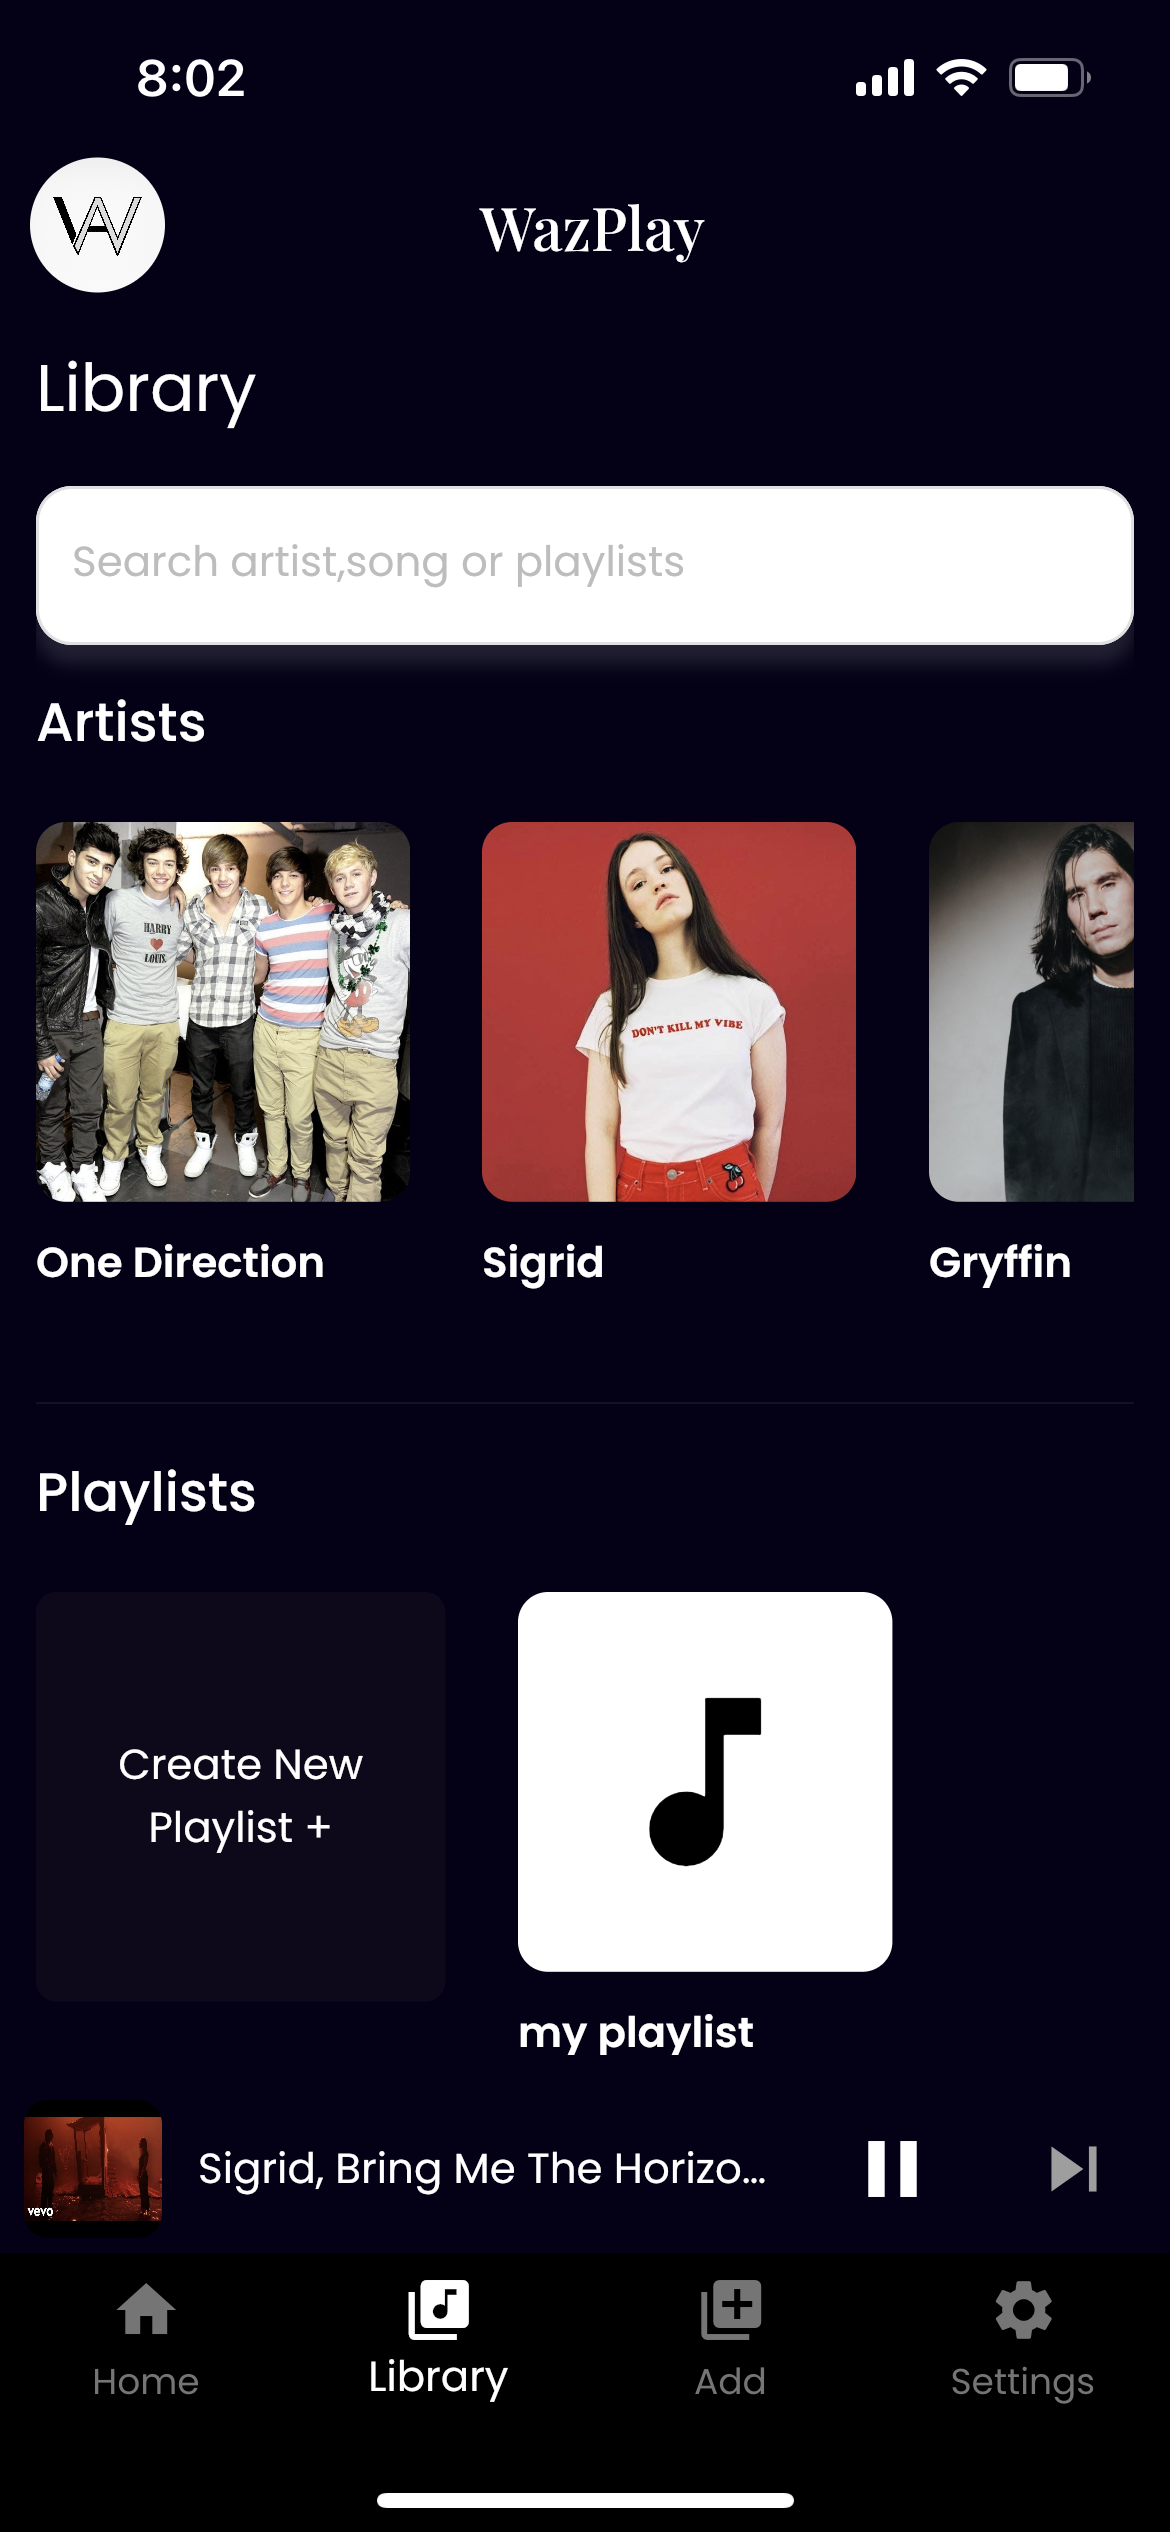 8:02
WazPlay
Library
Search artist,song or playlists
Artists
HARRY
LOUIS
DON'T KILL MY VIBE
One Direction
Sigrid
Gryffin
Playlists
Create New
Playlist +
my playlist
vevo
Sigrid, Bring Me The Horizo...
Home
Library
Add
Settings